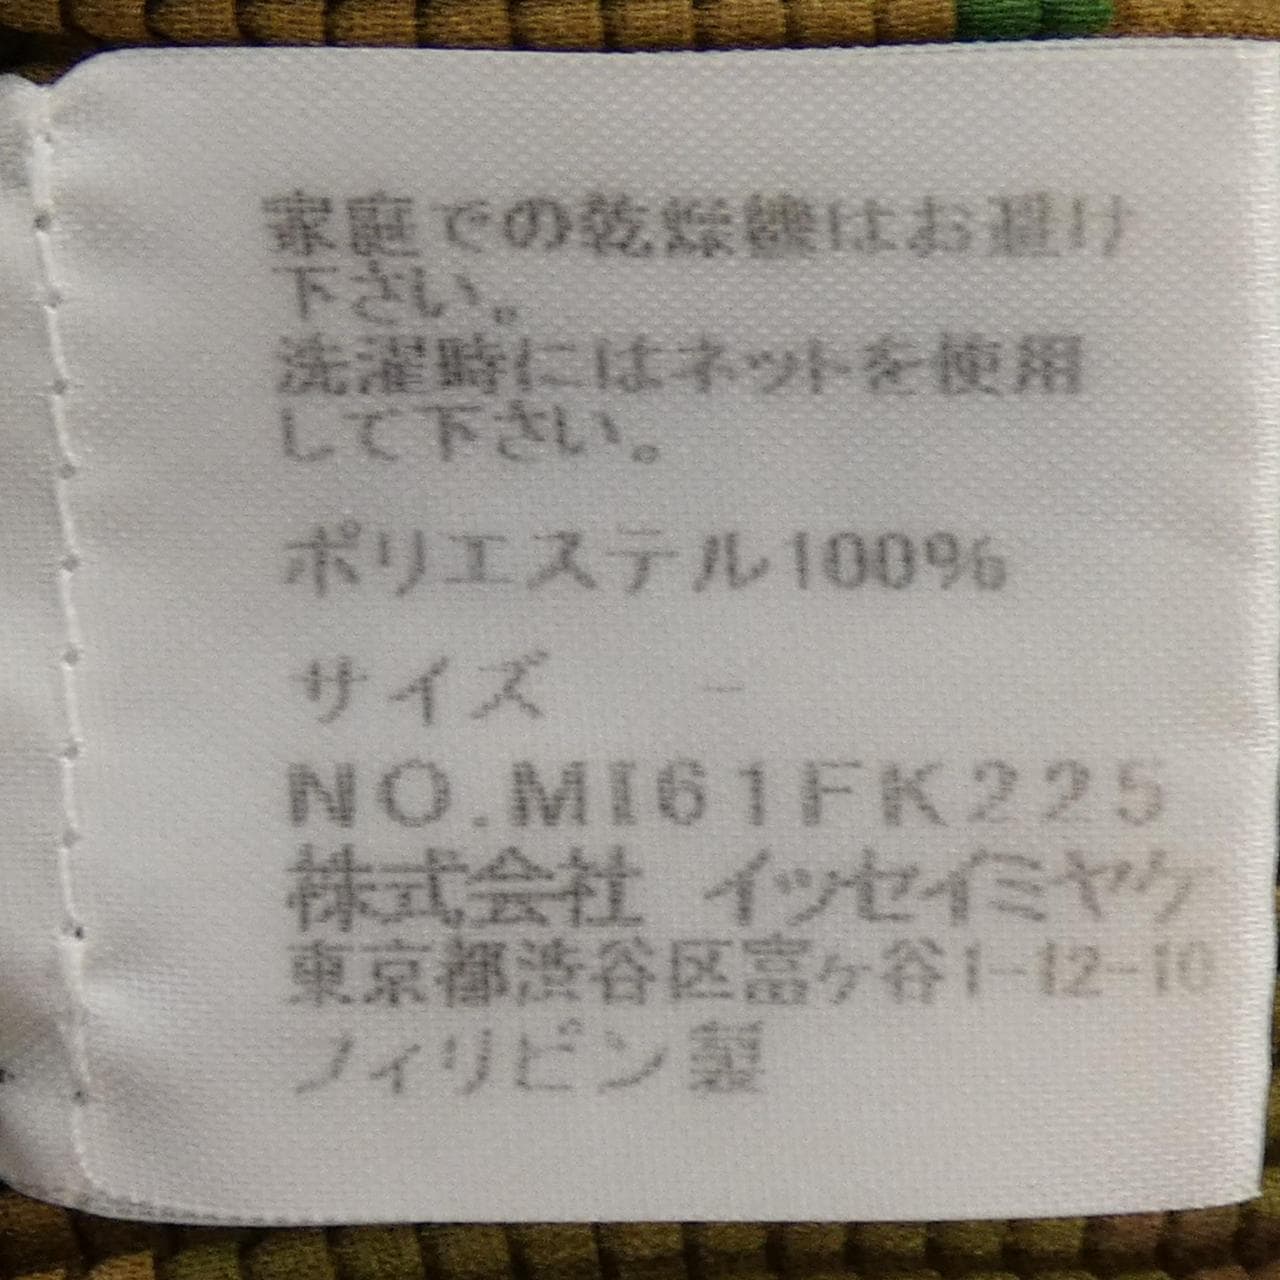 家庭での乾燥機はお避け
下さい。
洗濯時にはネットを使用
して下さい。
ポリエステル100%
サイズ -
NO.MI61FK225
株式会社 イッセイミヤケ
東京都渋谷区富ヶ谷1-12-10
フィリピン製